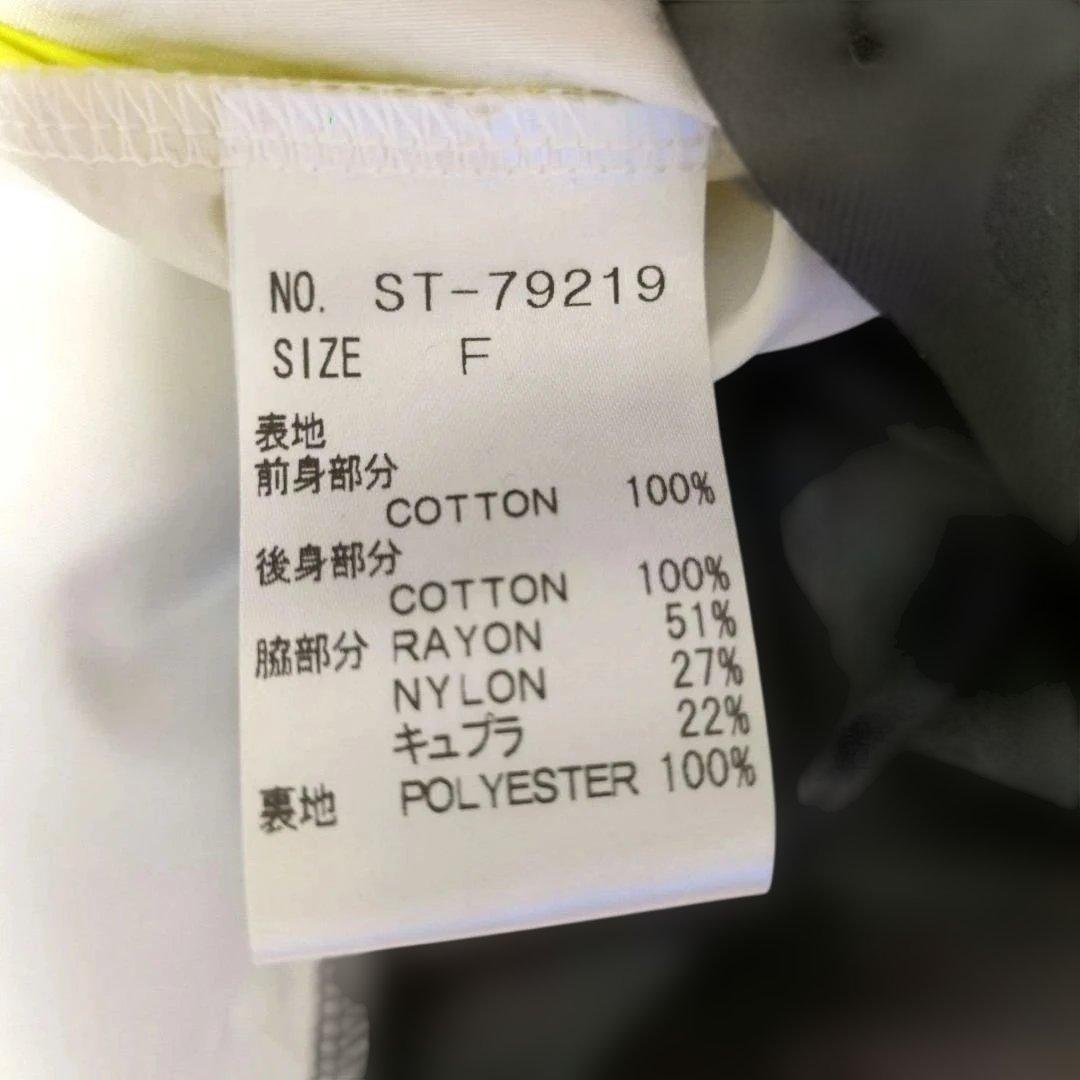 NO. ST-79219
SIZE F
表地
前身部分
COTTON 100%
後身部分
COTTON 100%
脇部分 RAYON 51%
NYLON 27%
キュプラ 22%
裏地 POLYESTER 100%